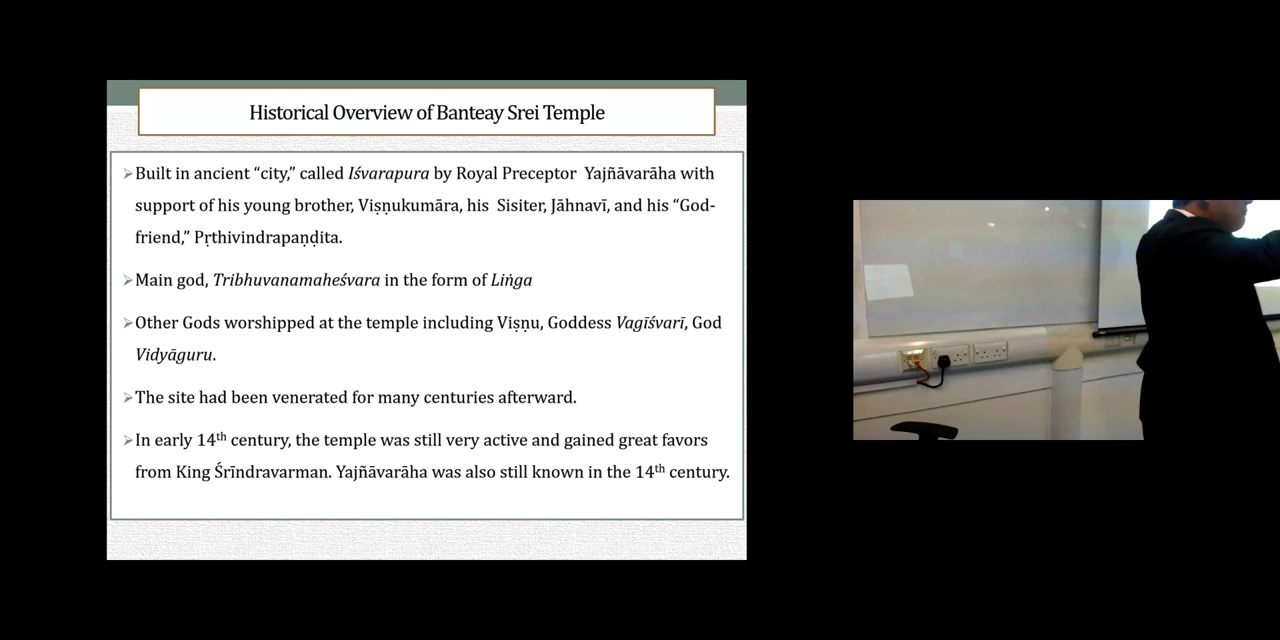 Historical Overview of Banteay Srei Temple
➢Built in ancient “city,” called Iśvarapura by Royal Preceptor Yajñāvarāha with
support of his young brother, Viṣṇukumāra, his Sisiter, Jāhnavī, and his “God-
friend,” Pṛthivindrapaṇḍita.
➢Main god, Tribhuvanamaheśvara in the form of Liṅga
➢Other Gods worshipped at the temple including Viṣṇu, Goddess Vagīśvarī, God
Vidyāguru.
➢The site had been venerated for many centuries afterward.
➢In early 14th century, the temple was still very active and gained great favors
from King Śrīndravarman. Yajñāvarāha was also still known in the 14th century.